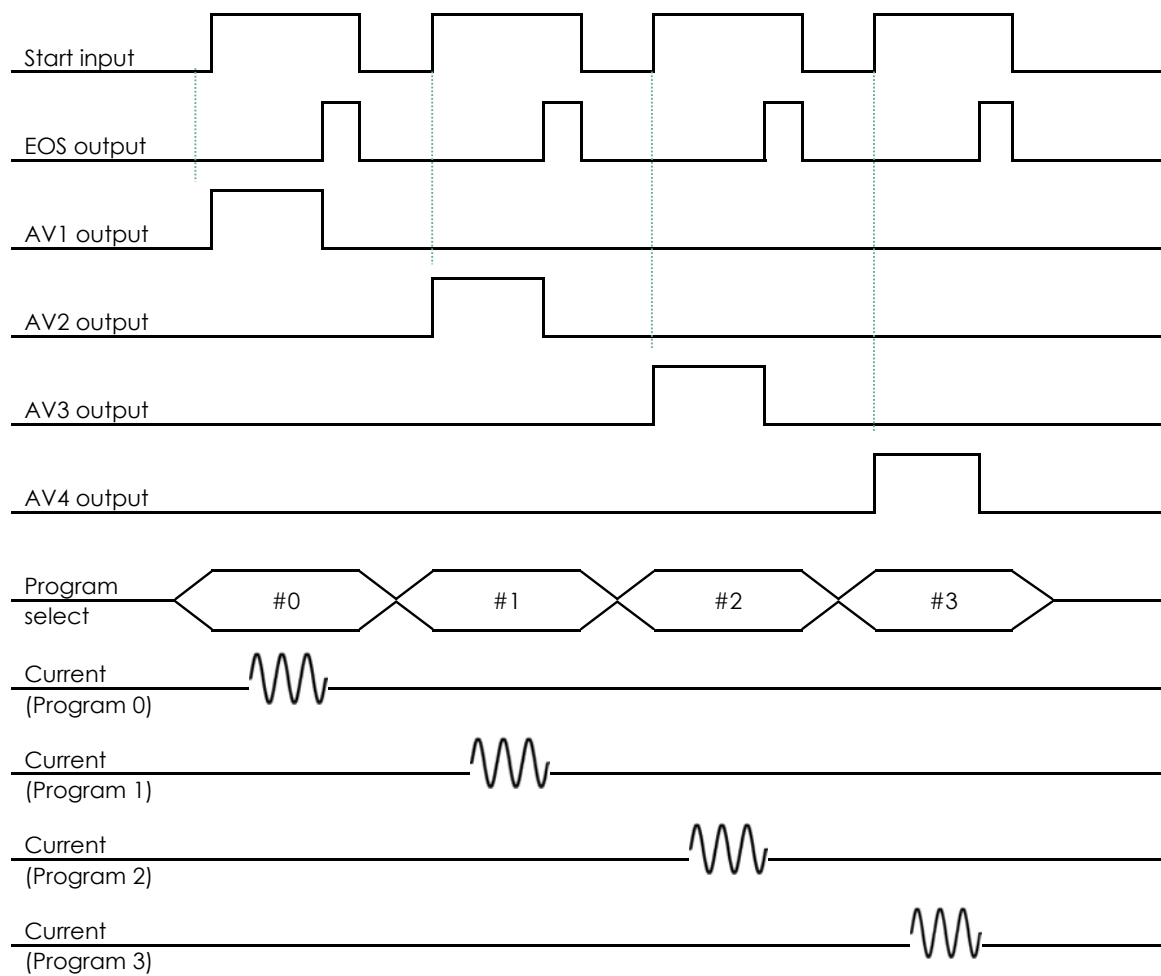 Start input
EOS output
AV1 output
AV2 output
AV3 output
AV4 output
Program
select
#0 #1 #2 #3
Current
(Program 0)
Current
(Program 1)
Current
(Program 2)
Current
(Program 3)